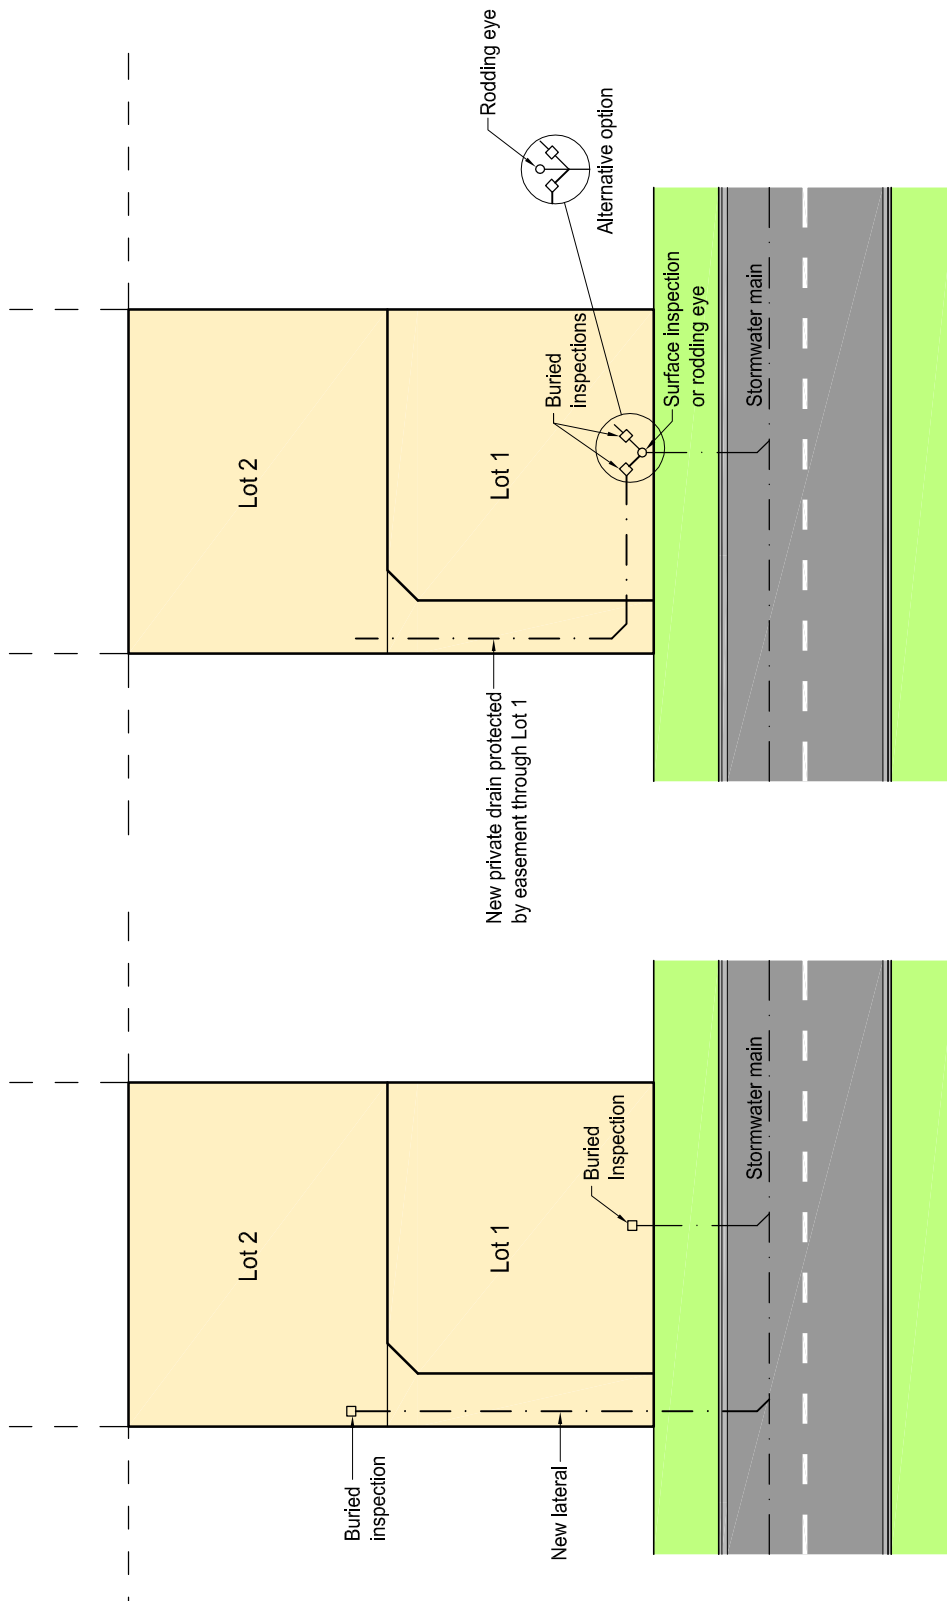 Buried
inspection
New lateral
Lot 2
Lot 1
Buried
Inspection
Stormwater main
New private drain protected
by easement through Lot 1
Lot 2
Lot 1
Buried
inspections
Surface inspection
or rodding eye
Stormwater main
Rodding eye
Alternative option